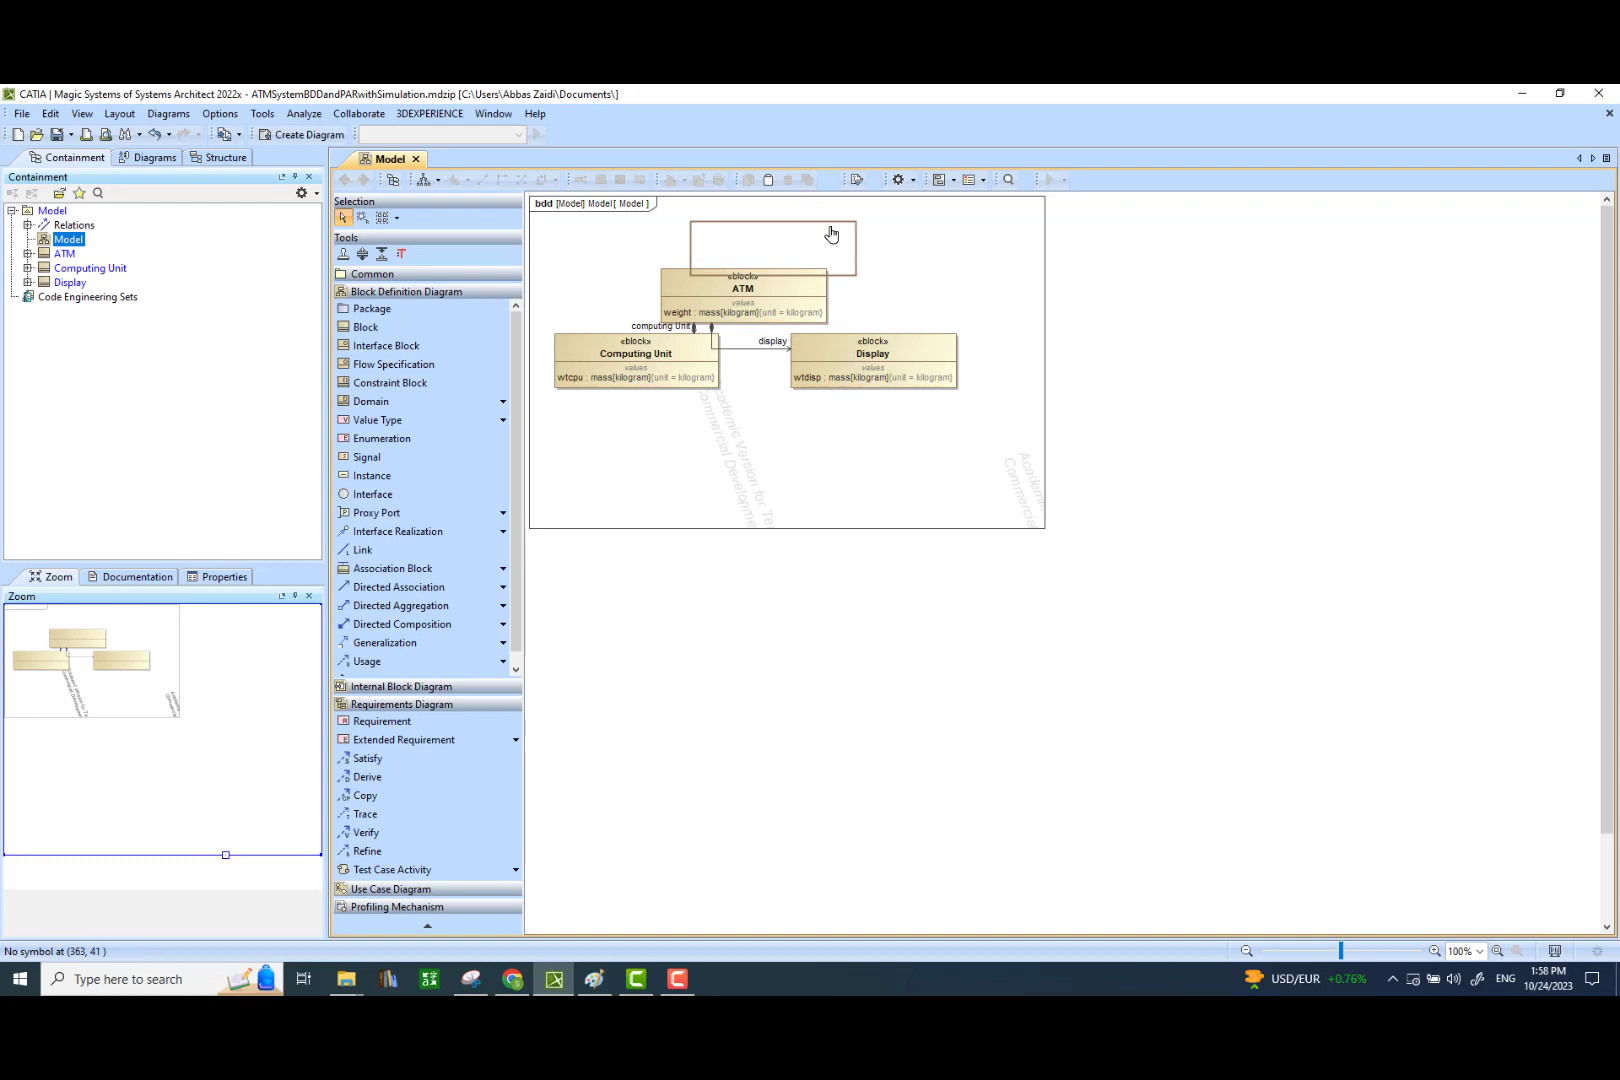 CATIA | Magic Systems of Systems Architect 2022x - ATMSystemBDDandPARwithSimulation.mdzip [C:\Users\Abbas Zaidi\Documents\]
File Edit View Layout Diagrams Options Tools Analyze Collaborate 3DEXPERIENCE Window Help
Create Diagram
Containment Diagrams Structure
Containment
Model
Relations
Model
ATM
Computing Unit
Display
Code Engineering Sets
Zoom Documentation Properties
Zoom
Model
Selection
Tools
Common
Block Definition Diagram
Package
Block
Interface Block
Flow Specification
Constraint Block
Domain
Value Type
Enumeration
Signal
Instance
Interface
Proxy Port
Interface Realization
Link
Association Block
Directed Association
Directed Aggregation
Directed Composition
Generalization
Usage
Internal Block Diagram
Requirements Diagram
Requirement
Extended Requirement
Satisfy
Derive
Copy
Trace
Verify
Refine
Test Case Activity
Use Case Diagram
Profiling Mechanism
bdd [Model] Model[ Model ]
«block»
ATM
values
weight : mass[kilogram]{unit = kilogram}
computing Unit
display
«block»
Computing Unit
values
wtcpu : mass[kilogram]{unit = kilogram}
«block»
Display
values
wtdisp : mass[kilogram]{unit = kilogram}
Academic Version for Te
Commercial Developme
Academic
Commercial
No symbol at (363, 41 )
100%
Type here to search
USD/EUR +0.76%
ENG
1:58 PM
10/24/2023